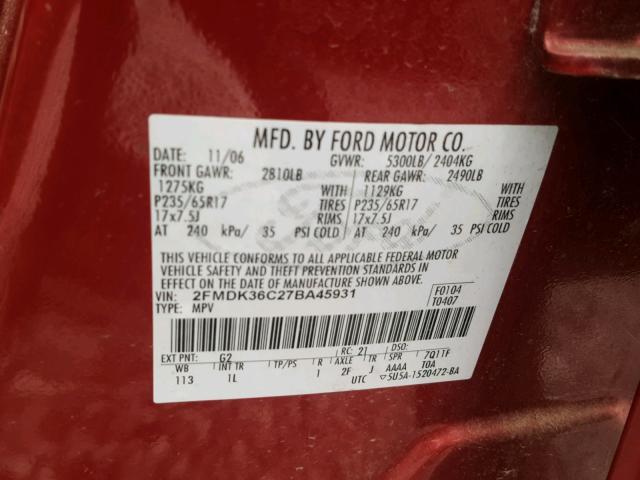 MFD. BY FORD MOTOR CO.
DATE: 11/06 GVWR: 5300LB/ 2404KG
FRONT GAWR: 2810LB REAR GAWR: 2490LB
1275KG WITH 1129KG WITH
P235/65R17 TIRES P235/65R17 TIRES
17x7.5J RIMS 17x7.5J RIMS
AT 240 kPa/ 35 PSI COLD AT 240 kPa/ 35 PSI COLD
THIS VEHICLE CONFORMS TO ALL APPLICABLE FEDERAL MOTOR
VEHICLE SAFETY AND THEFT PREVENTION STANDARDS IN
EFFECT ON THE DATE OF MANUFACTURE SHOWN ABOVE.
VIN: 2FMDK36C27BA45931 F0104
TYPE: MPV T0407
EXT PNT: G2 RC: 21 DSO: 7Q11F
WB INT TR TP/PS R AXLE TR SPR T0A
113 1L 1 2F J AAAA
UTC ▽5U5A-1520472-BA